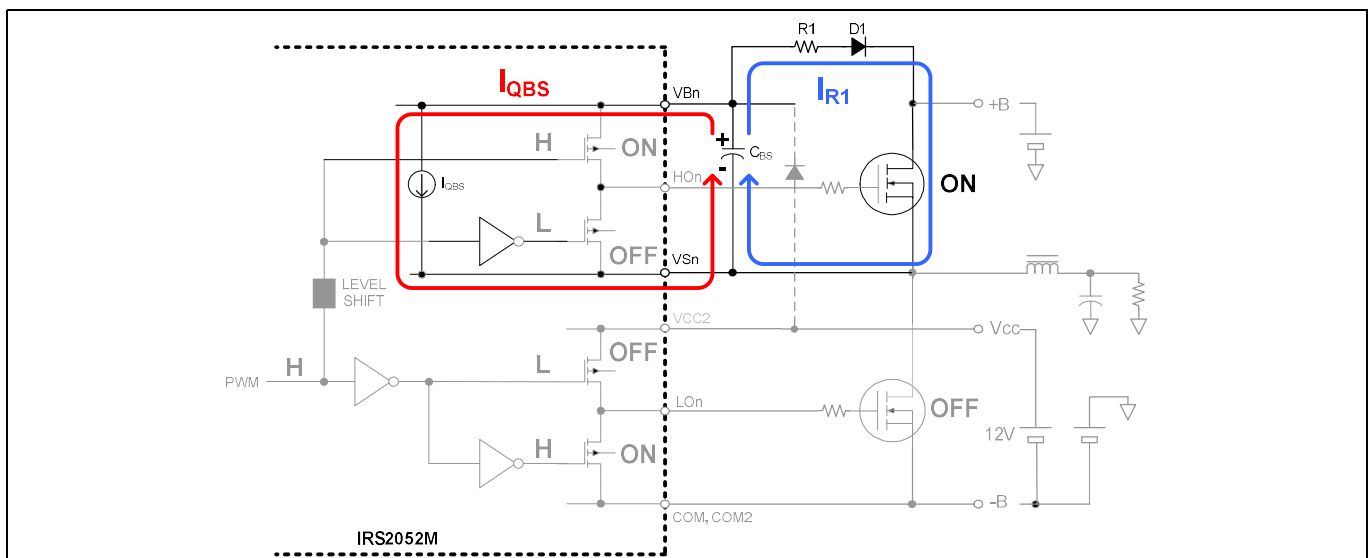 R1
D1
IQBS
VBn
IR1
+B
H
ON
+
CBS
-
IQBS
HOn
ON
L
OFF
VSn
LEVEL
SHIFT
VCC2
Vcc
OFF
PWM
H
L
LOn
OFF
12V
H
ON
-B
COM, COM2
IRS2052M